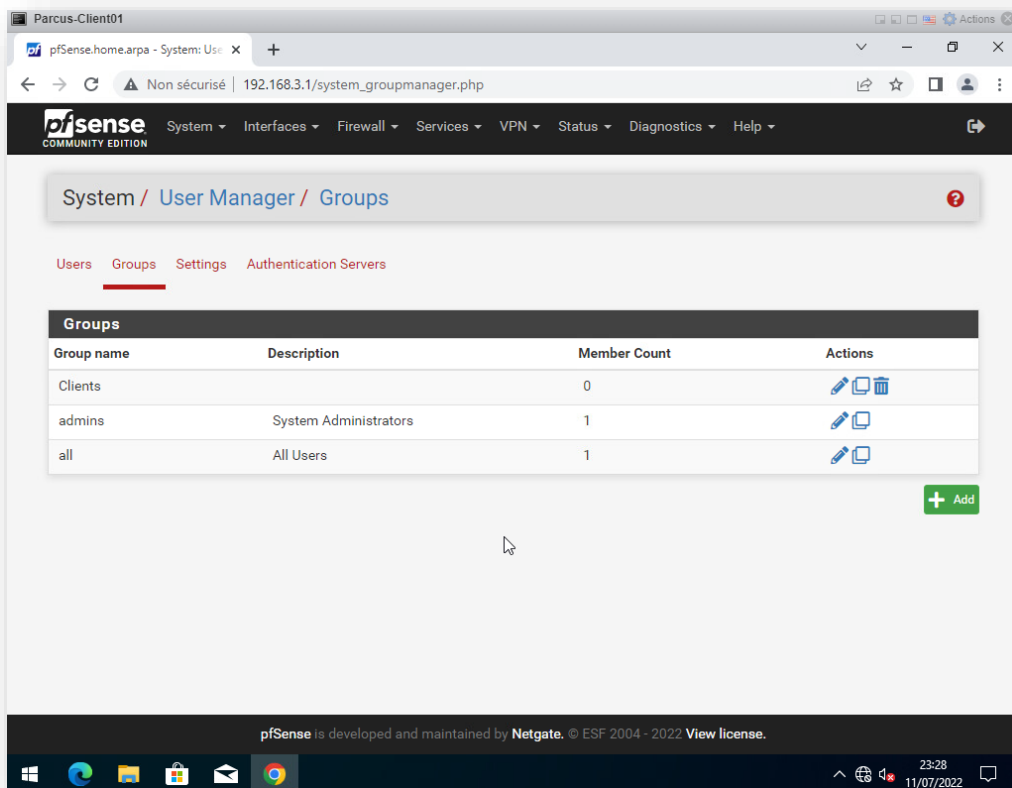 Parcus-Client01 Actions
pf pfSense.home.arpa - System: Use
Non sécurisé 192.168.3.1/system_groupmanager.php
pfsense System Interfaces Firewall Services VPN Status Diagnostics Help
COMMUNITY EDITION
System / User Manager / Groups
Users Groups Settings Authentication Servers
Groups
Group name Description Member Count Actions
Clients 0
admins System Administrators 1
all All Users 1
Add
pfSense is developed and maintained by Netgate. © ESF 2004 - 2022 View license.
23:28
11/07/2022